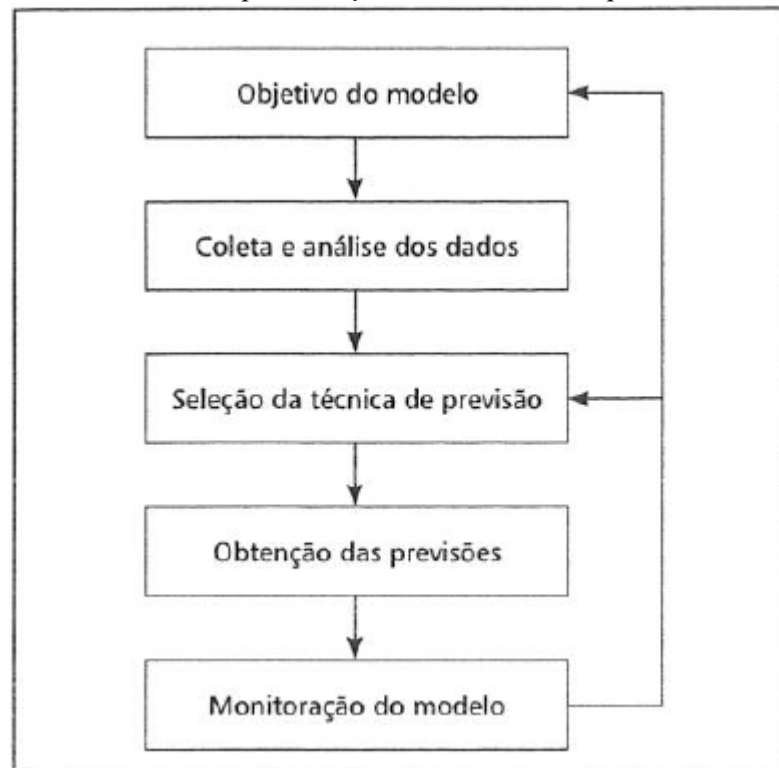 Objetivo do modelo
Coleta e análise dos dados
Seleção da técnica de previsão
Obtenção das previsões
Monitoração do modelo